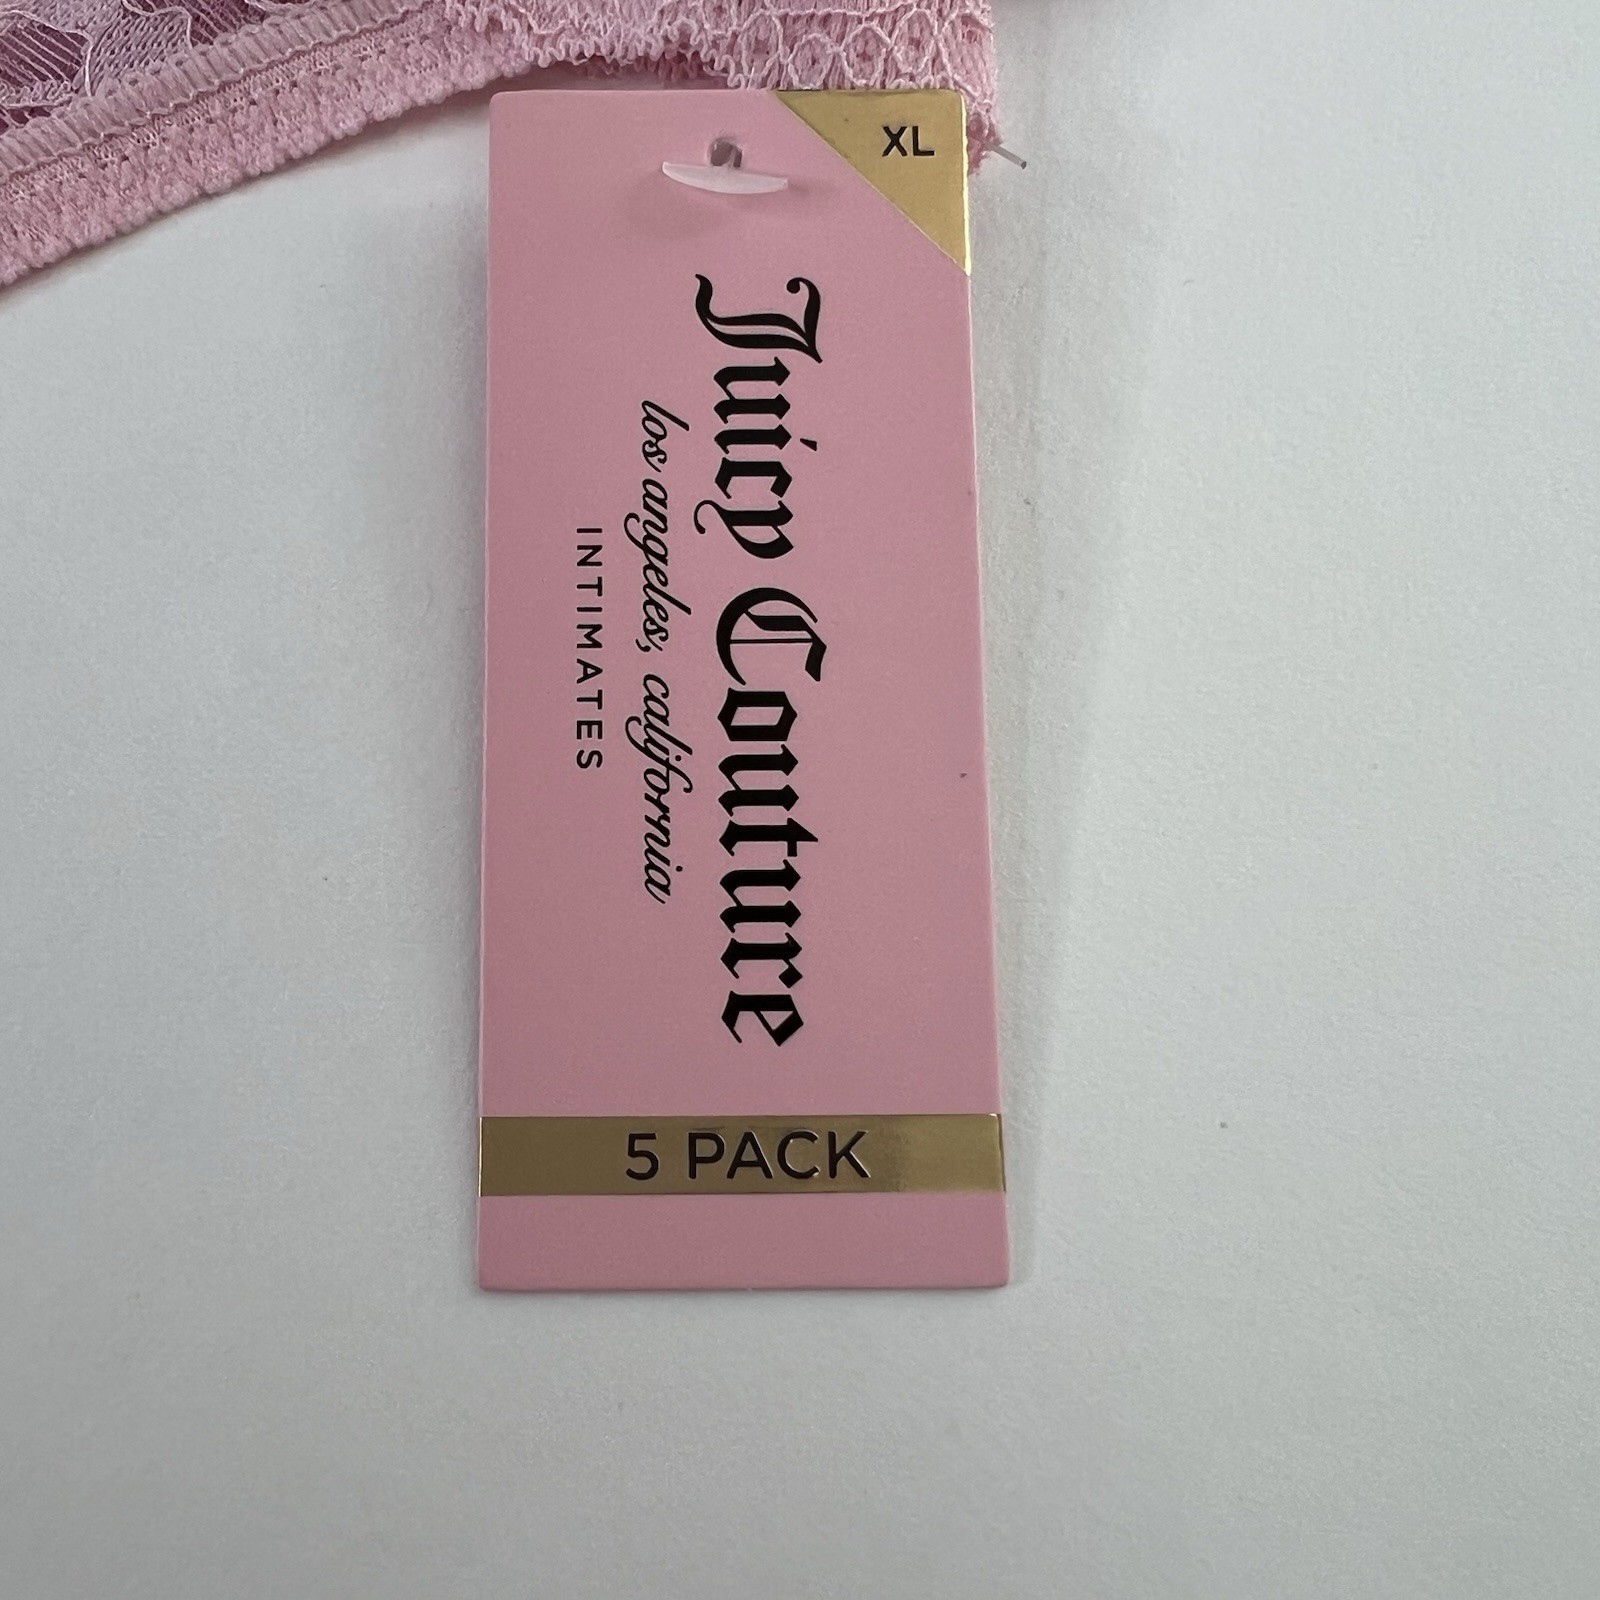 XL
Juicy Couture
los angeles, california
INTIMATES
5 PACK